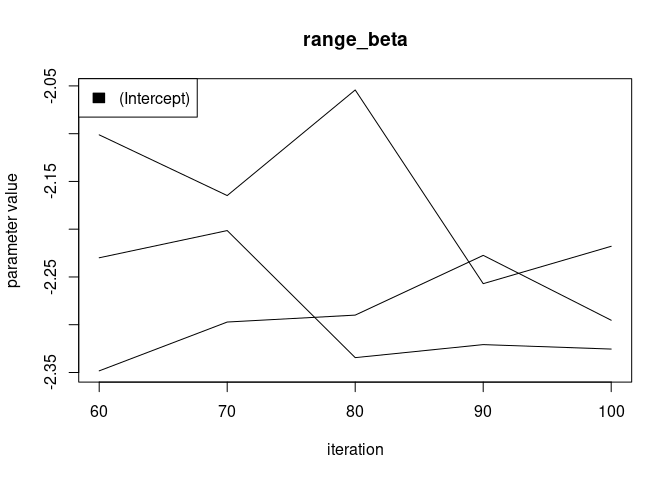 range_beta
(Intercept)
parameter value
-2.05
-2.15
-2.25
-2.35
60 70 80 90 100
iteration